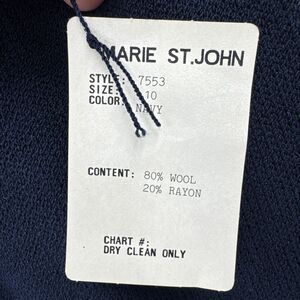 MARIE ST.JOHN
STYLE: 7553
SIZE: 10
COLOR: NAVY
CONTENT: 80% WOOL
20% RAYON
CHART #:
DRY CLEAN ONLY